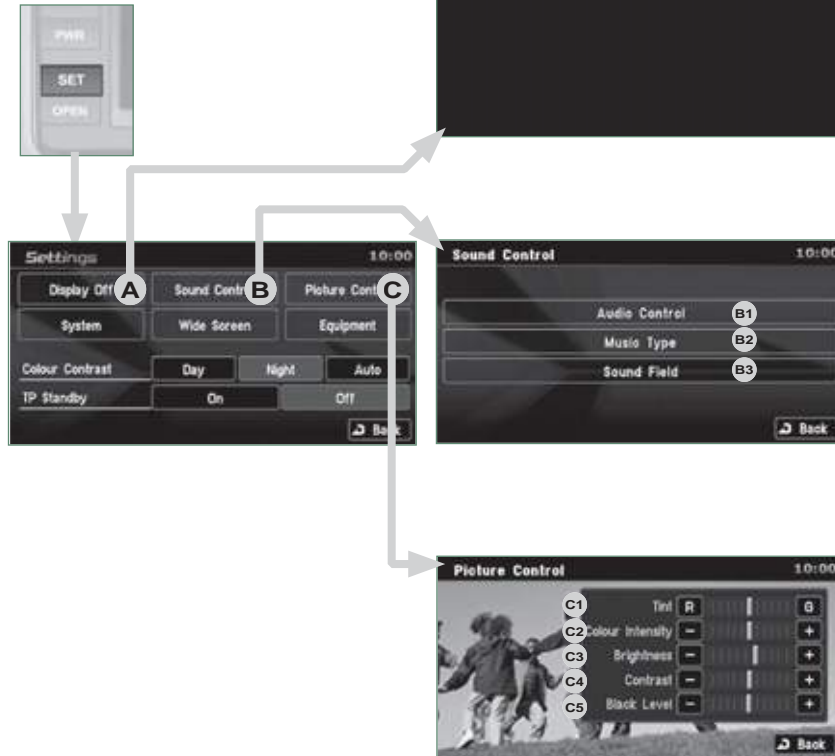 PWR
SET
OPEN
Settings 10:00
Display Off A Sound Contr B Picture Cont C
System Wide Screen Equipment
Colour Contrast Day Night Auto
TP Standby On Off
Back
Sound Control 10:00
Audio Control B1
Music Type B2
Sound Field B3
Back
Picture Control 10:00
C1 Tint R G
C2 Colour Intensity - +
C3 Brightness - +
C4 Contrast - +
C5 Black Level - +
Back